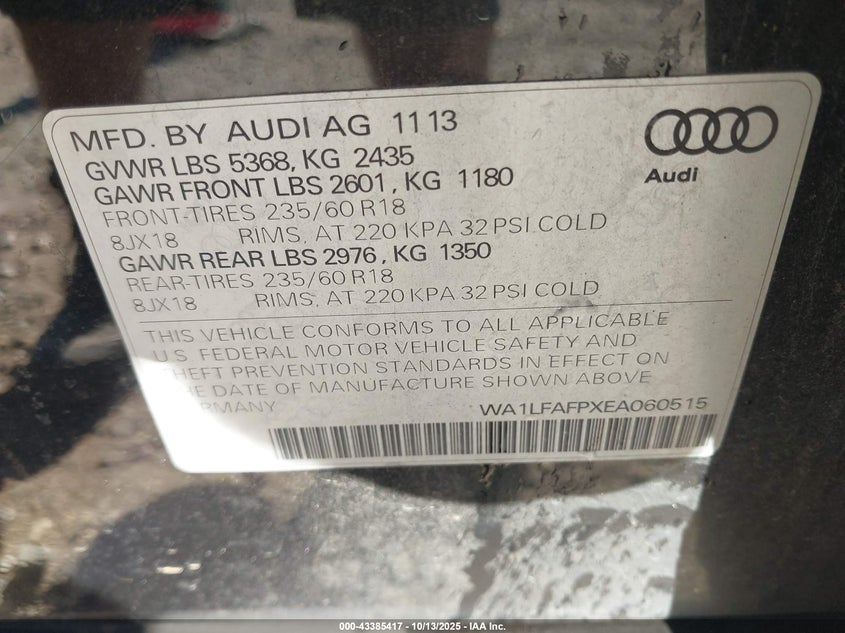 MFD. BY AUDI AG 11 13
GVWR LBS 5368, KG 2435
GAWR FRONT LBS 2601, KG 1180
FRONT-TIRES 235/60 R18
8JX18 RIMS, AT 220 KPA 32 PSI COLD
GAWR REAR LBS 2976, KG 1350
REAR-TIRES 235/60 R18
8JX18 RIMS, AT 220 KPA 32 PSI COLD
Audi
THIS VEHICLE CONFORMS TO ALL APPLICABLE
U.S. FEDERAL MOTOR VEHICLE SAFETY AND
THEFT PREVENTION STANDARDS IN EFFECT ON
THE DATE OF MANUFACTURE SHOWN ABOVE
GERMANY WA1LFAFPXEA060515
000-43385417 - 10/13/2025 - IAA Inc.